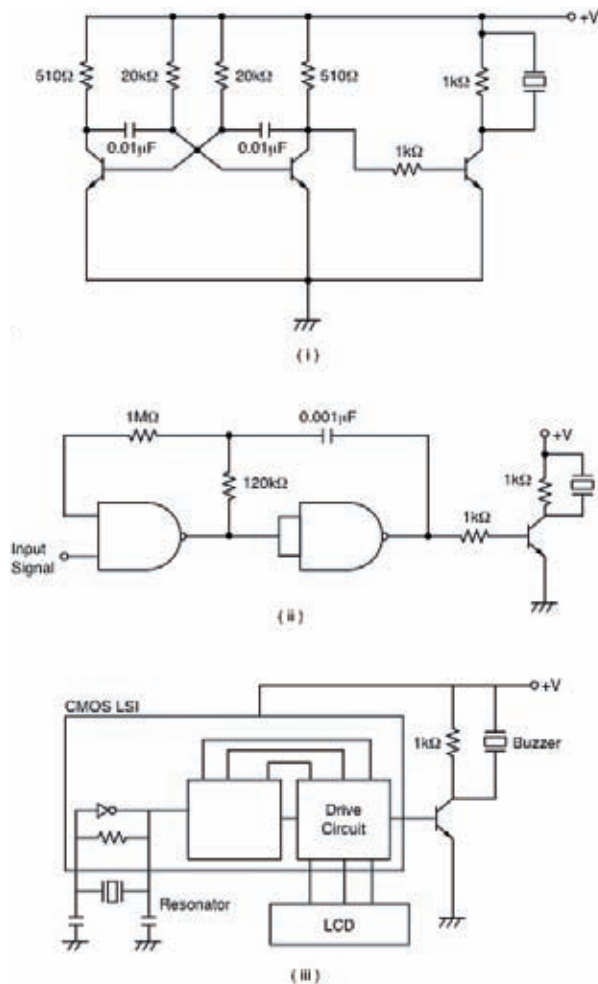 +V
510Ω 20kΩ 20kΩ 510Ω 1kΩ
0.01μF 0.01μF 1kΩ
( i )
1MΩ 0.001μF
+V
120kΩ 1kΩ
1kΩ
Input
Signal
( ii )
+V
CMOS LSI
1kΩ Buzzer
Drive
Circuit
Resonator
LCD
(iii)